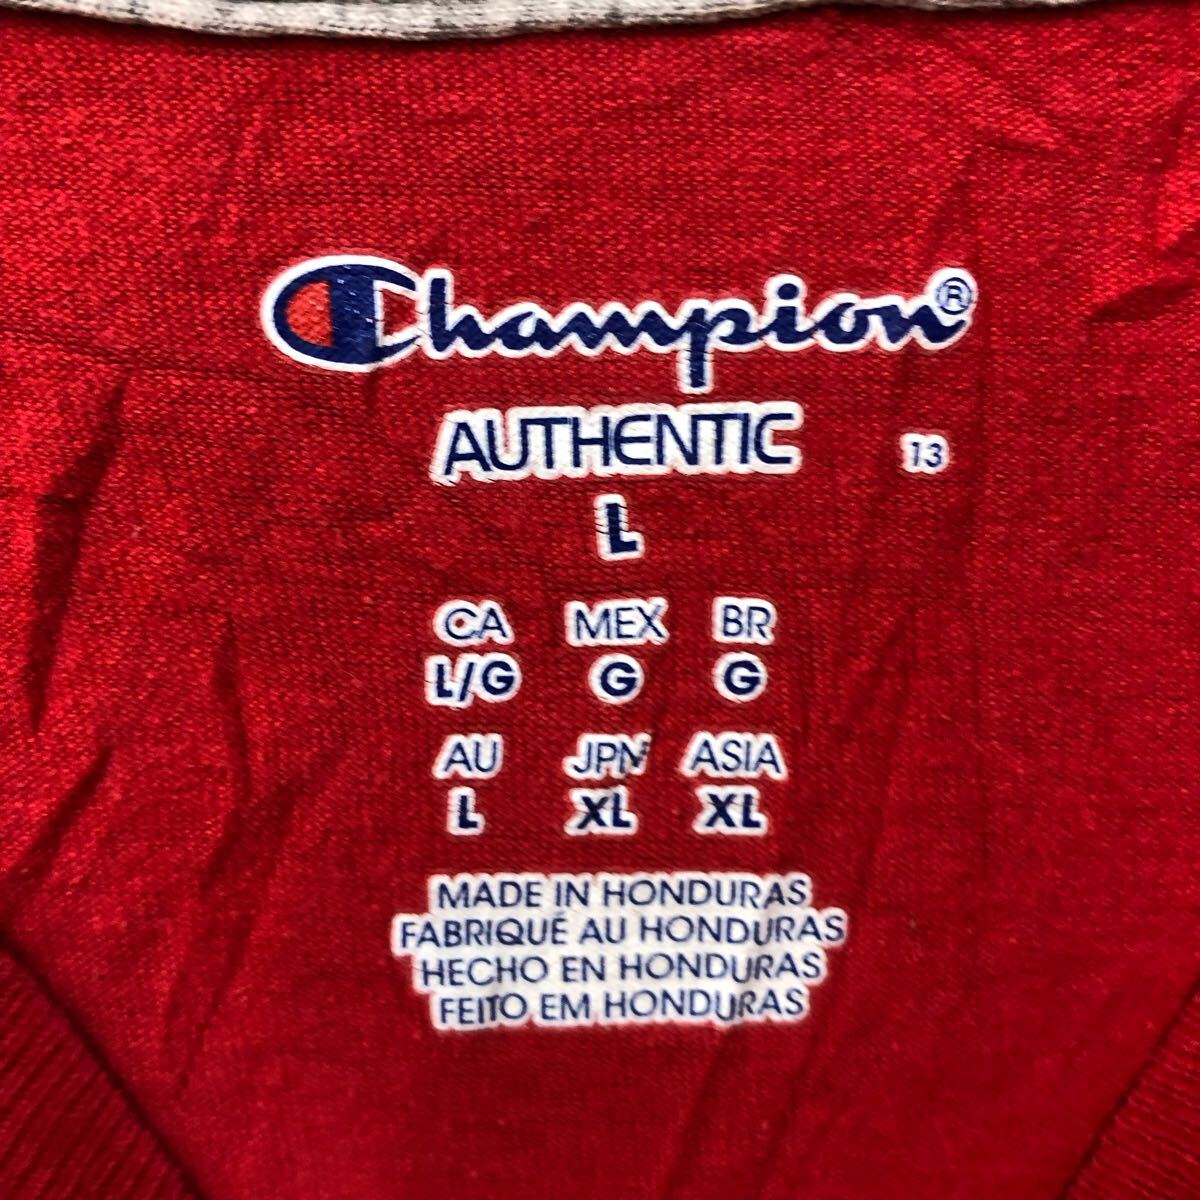 Champion®
AUTHENTIC 13
L
CA MEX BR
L/G G G
AU JPN ASIA
L XL XL
MADE IN HONDURAS
FABRIQUÉ AU HONDURAS
HECHO EN HONDURAS
FEITO EM HONDURAS